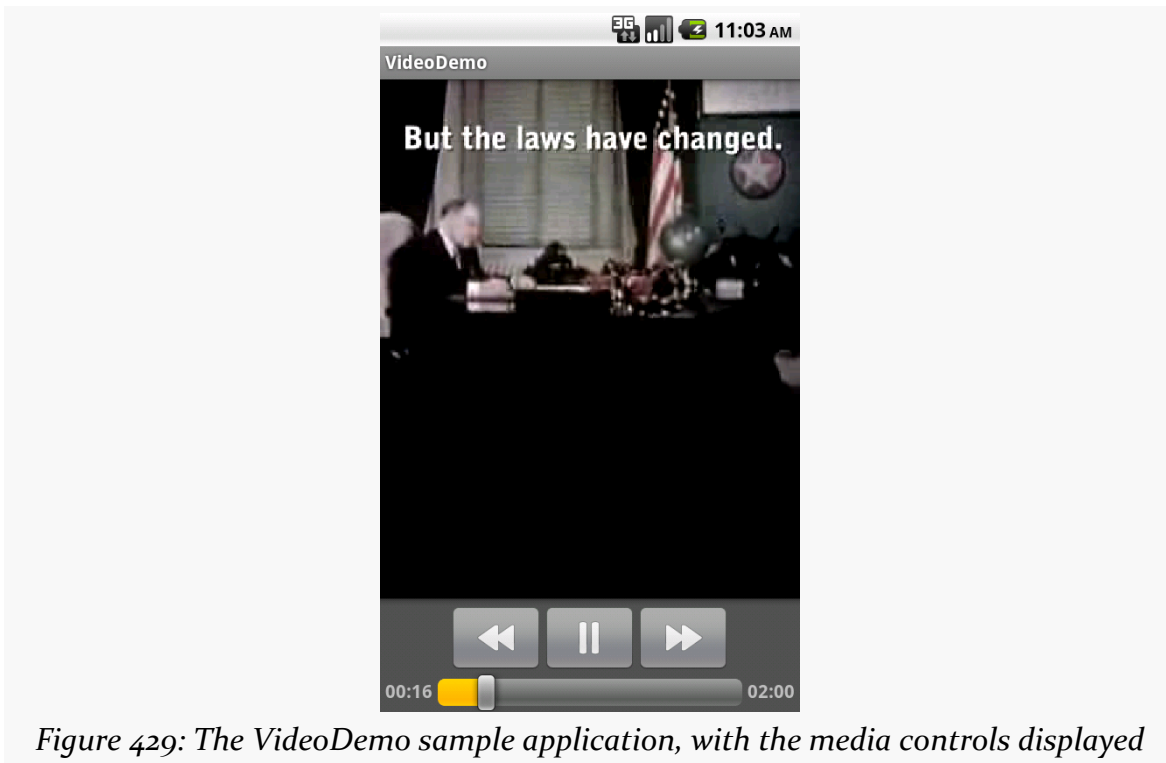 3G 11:03 AM
VideoDemo
But the laws have changed.
00:16 02:00
Figure 429: The VideoDemo sample application, with the media controls displayed